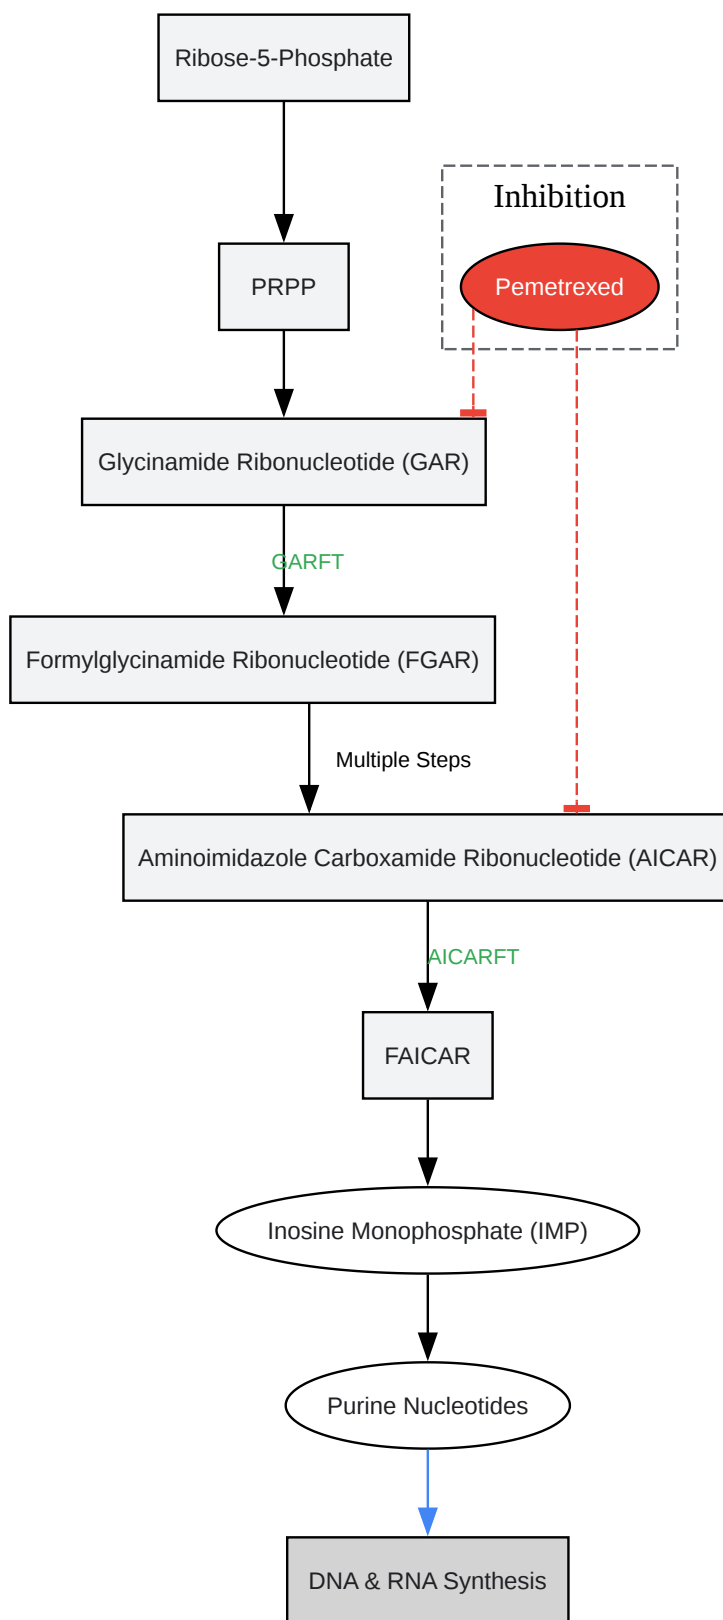 Ribose-5-Phosphate
Inhibition
PRPP
Pemetrexed
Glycinamide Ribonucleotide (GAR)
GARFT
Formylglycinamide Ribonucleotide (FGAR)
Multiple Steps
Aminoimidazole Carboxamide Ribonucleotide (AICAR)
AICARFT
FAICAR
Inosine Monophosphate (IMP)
Purine Nucleotides
DNA & RNA Synthesis